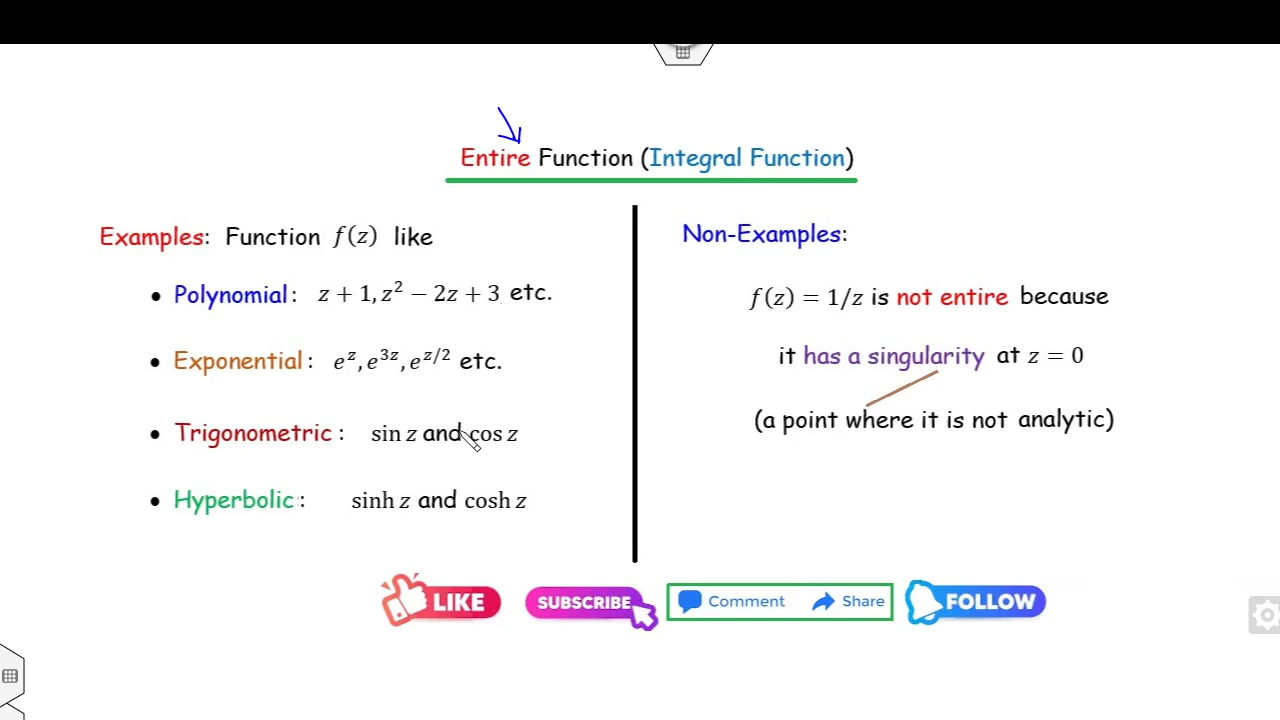 Entire Function (Integral Function)
Examples: Function f(z) like
• Polynomial: z + 1, z² − 2z + 3 etc.
• Exponential: e^z, e^{3z}, e^{z/2} etc.
• Trigonometric: sin z and cos z
• Hyperbolic: sinh z and cosh z
Non-Examples:
f(z) = 1/z is not entire because
it has a singularity at z = 0
(a point where it is not analytic)
LIKE SUBSCRIBE Comment Share FOLLOW